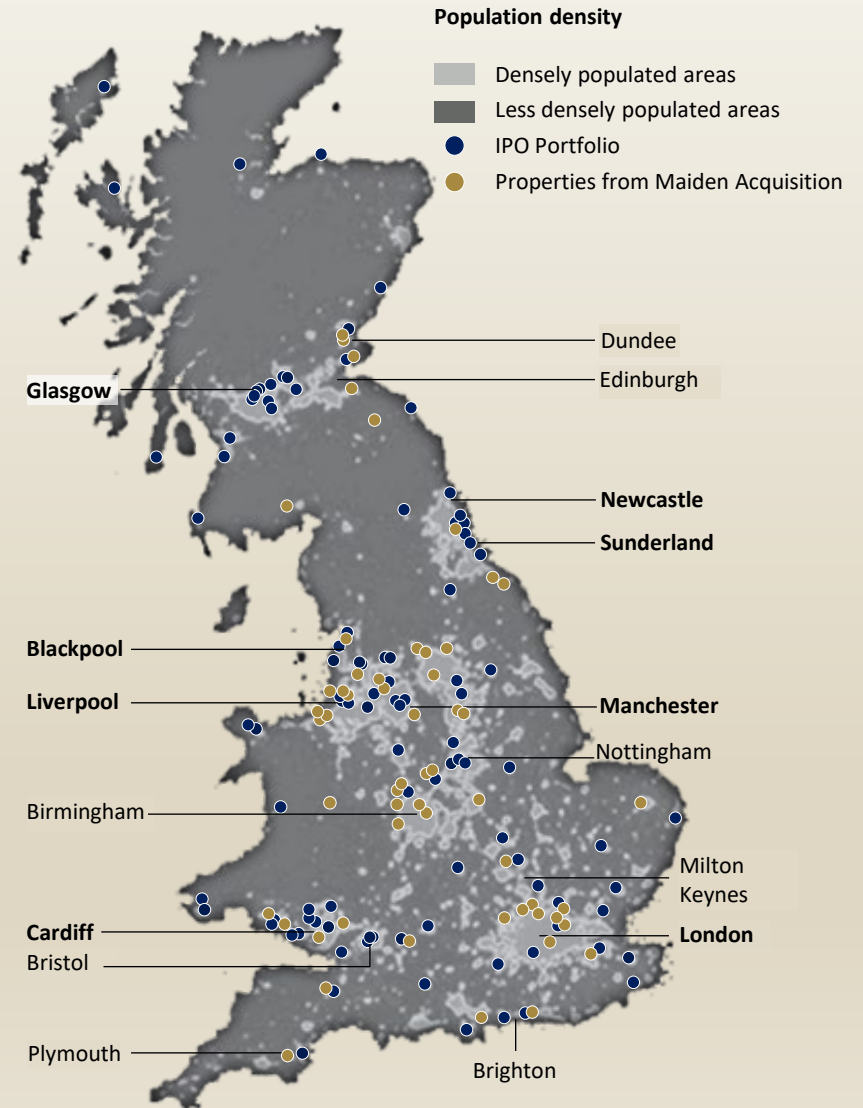 Population density
Densely populated areas
Less densely populated areas
IPO Portfolio
Properties from Maiden Acquisition
Dundee
Edinburgh
Glasgow
Newcastle
Sunderland
Blackpool
Liverpool
Manchester
Nottingham
Birmingham
Milton
Keynes
Cardiff
London
Bristol
Plymouth
Brighton